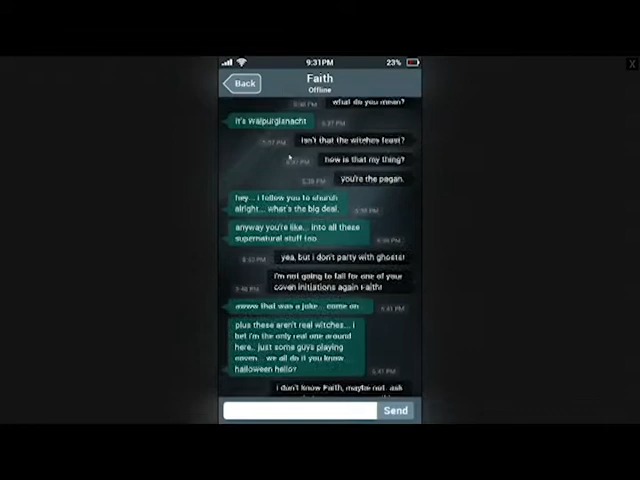 9:31PM
23%
X
Back
Faith
Offline
what do you mean?
it's Walpurgisnacht
5:37 PM
isn't that the witches feast?
how is that my thing?
you're the pagan.
hey... i follow you to church
alright... what's the big deal.
anyway you're like... into all these
supernatural stuff too
yea, but i don't party with ghosts!
i'm not going to fall for one of your
coven initiations again Faith!
awww that was a joke... come on
plus these aren't real witches... i
bet i'm the only real one around
here.. just some guys playing
coven... we all do it you know..
halloween hello?
i don't know Faith, maybe not. ask
Send